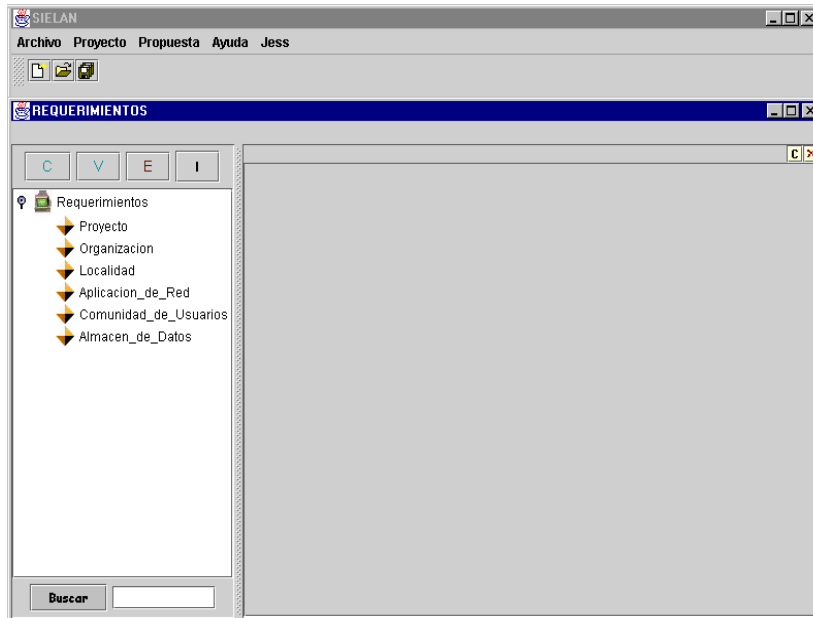 SIELAN
Archivo Proyecto Propuesta Ayuda Jess
REQUERIMIENTOS
C
C V E I
Requerimientos
Proyecto
Organizacion
Localidad
Aplicacion_de_Red
Comunidad_de_Usuarios
Almacen_de_Datos
Buscar